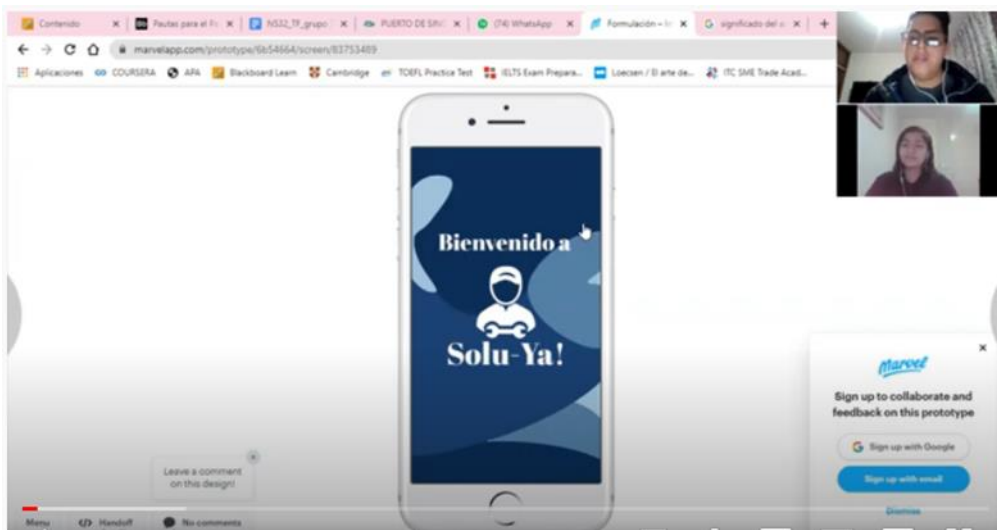 Contenido
Pautas para el Pr
NS32_TF_grupo
PUERTO DE SINC
(74) WhatsApp
Formulación – In
significado del a
marvelapp.com/prototype/6b54664/screen/83753489
Aplicaciones
COURSERA
APA
Blackboard Learn
Cambridge
TOEFL Practice Test
IELTS Exam Prepara...
Loecsen / El arte de...
ITC SME Trade Acad...
Bienvenido a
Solu-Ya!
Marvel
Sign up to collaborate and
feedback on this prototype
Sign up with Google
Sign up with email
Dismiss
Leave a comment
on this design!
Menu
Handoff
No comments